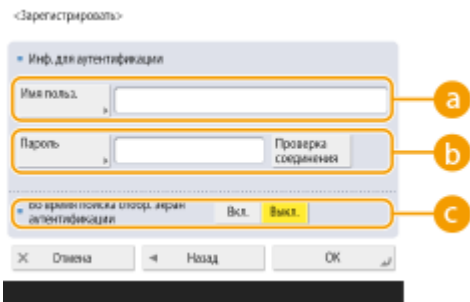 <Зарегистрировать>
Инф. для аутентификации
Имя польз.
a
Пароль
Проверка
соединения
b
Во время поиска отобр. экран
аутентификации
Вкл.
Выкл.
c
Отмена
Назад
OK